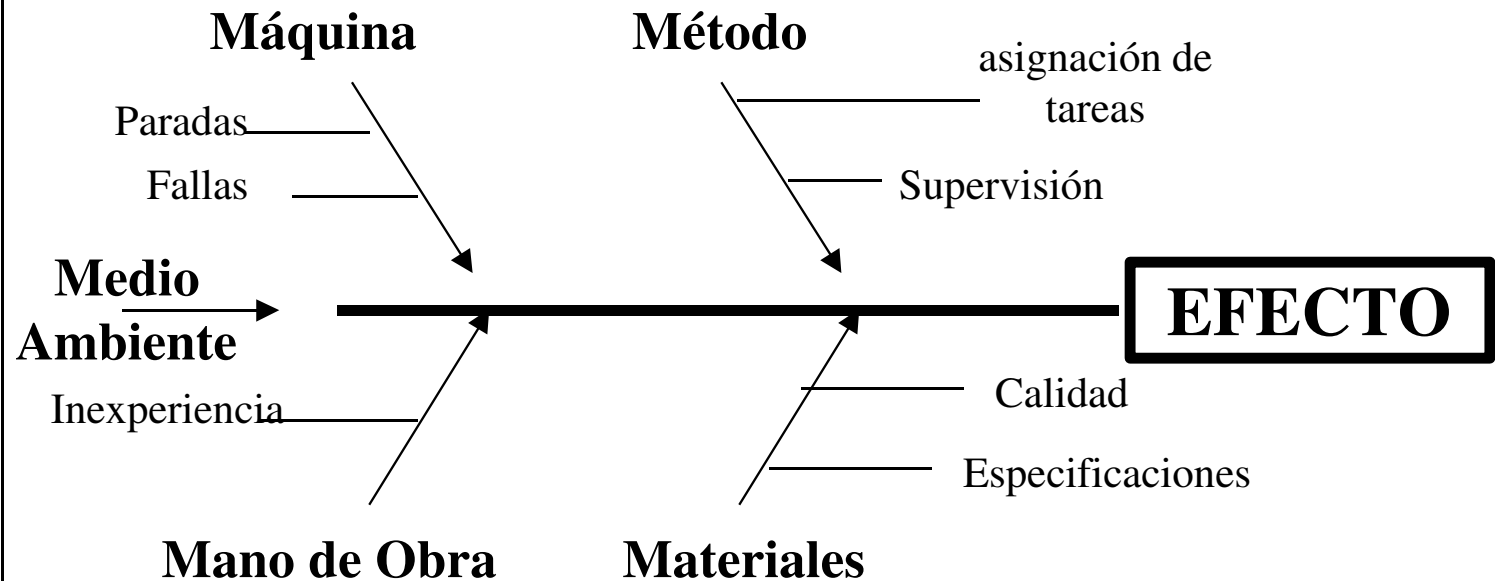 Máquina
Método
asignación de
tareas
Paradas
Fallas
Supervisión
Medio
Ambiente
EFECTO
Inexperiencia
Calidad
Especificaciones
Mano de Obra
Materiales